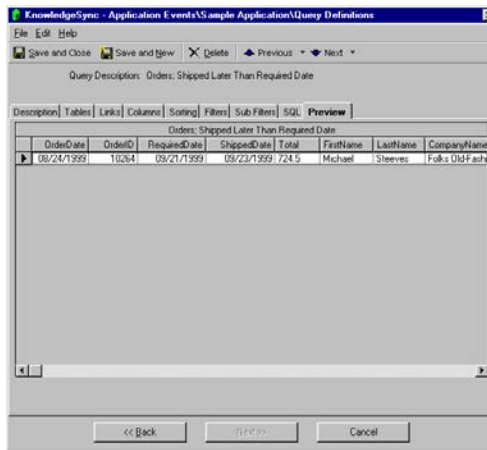 KnowledgeSync - Application Events\Sample Application\Query Definitions
File Edit Help
Save and Close Save and New Delete Previous Next
Query Description: Orders; Shipped Later Than Required Date
Description Tables Links Columns Sorting Filters Sub Filters SQL Preview
Orders; Shipped Later Than Required Date
OrderDate OrderID RequiredDate ShippedDate Total FirstName LastName CompanyName
08/24/1999 10264 09/21/1999 09/23/1999 724.5 Michael Steeves Folks Old-Fashi
<< Back Next >> Cancel